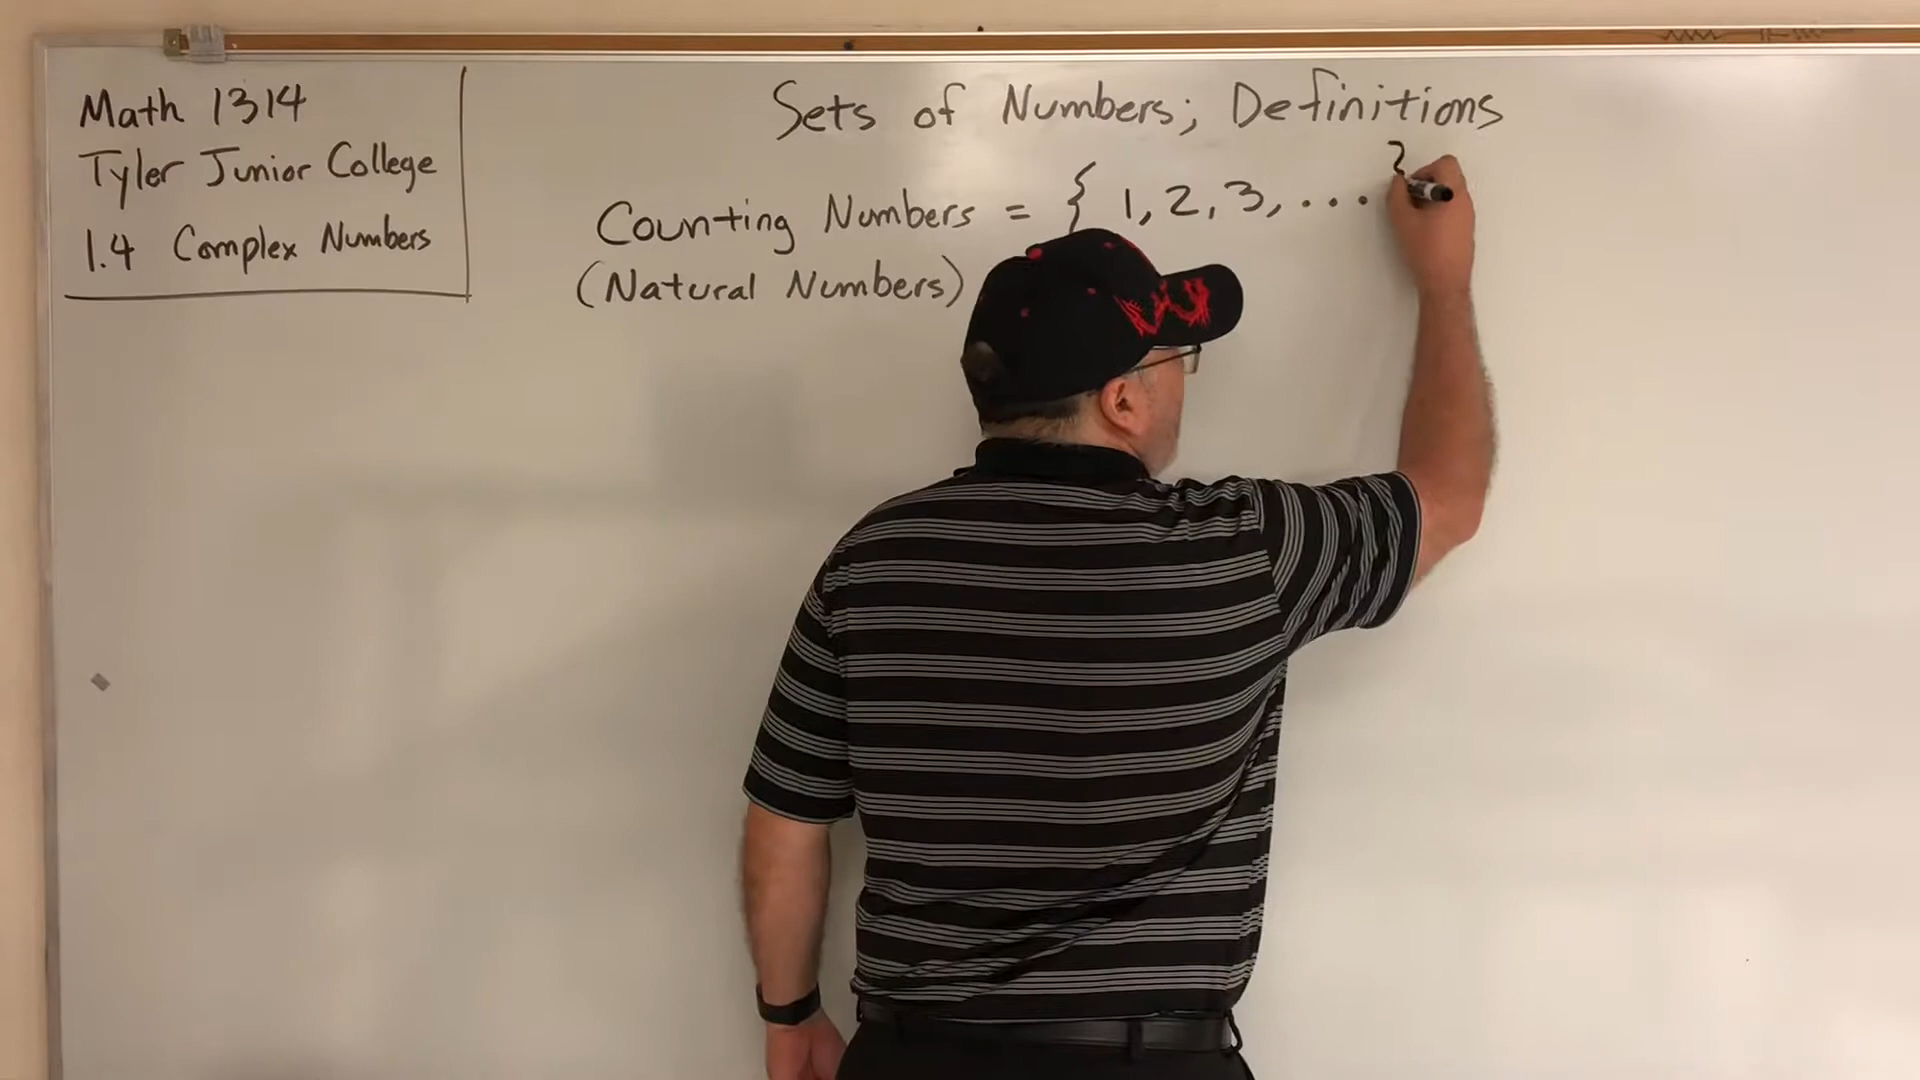 Math 1314
Tyler Junior College
1.4 Complex Numbers
Sets of Numbers; Definitions
Counting Numbers = { 1, 2, 3, ...
(Natural Numbers)